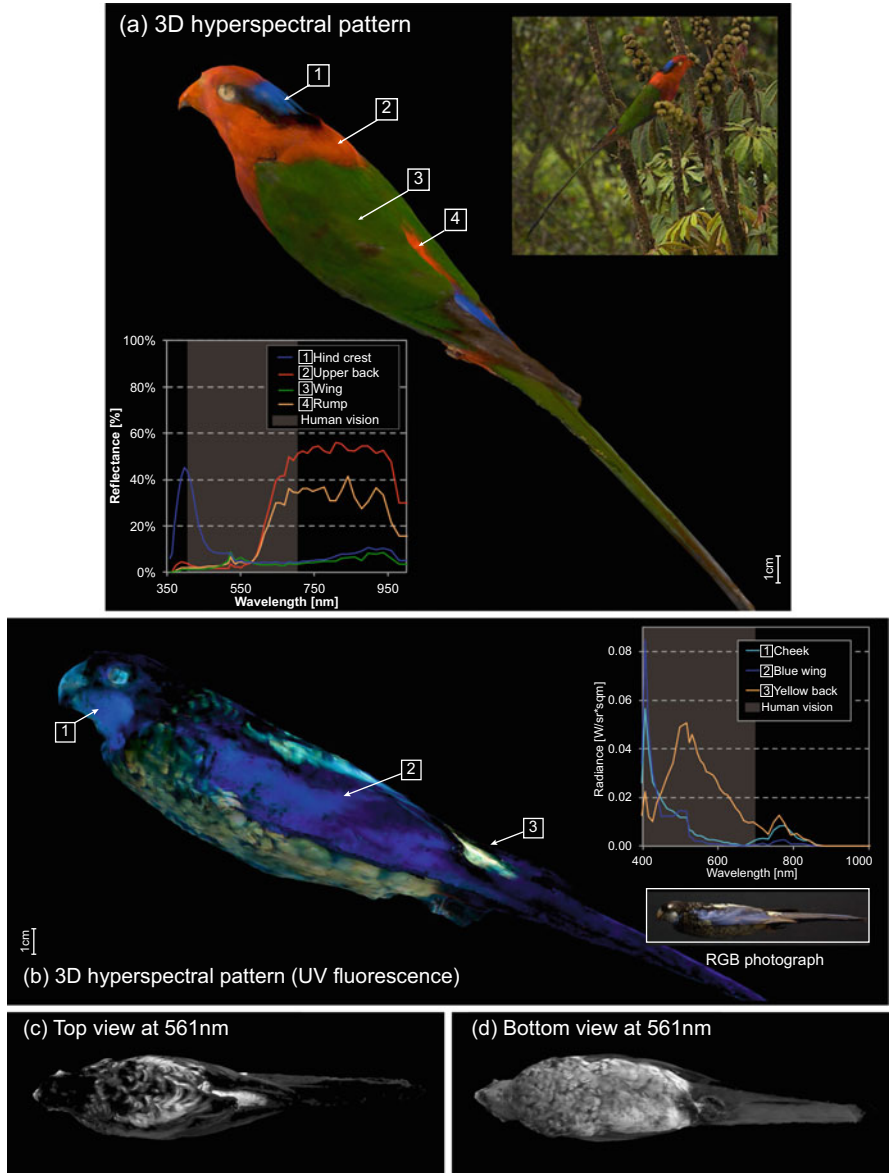 (a) 3D hyperspectral pattern
1
2
3
4
100%
80%
60%
40%
20%
0%
Reflectance [%]
1 Hind crest
2 Upper back
3 Wing
4 Rump
Human vision
350 550 750 950
Wavelength [nm]
1cm
1
2
3
0.08
0.06
0.04
0.02
0.00
Radiance [W/sr*sqm]
1 Cheek
2 Blue wing
3 Yellow back
Human vision
400 600 800 1000
Wavelength [nm]
RGB photograph
1cm
(b) 3D hyperspectral pattern (UV fluorescence)
(c) Top view at 561nm
(d) Bottom view at 561nm